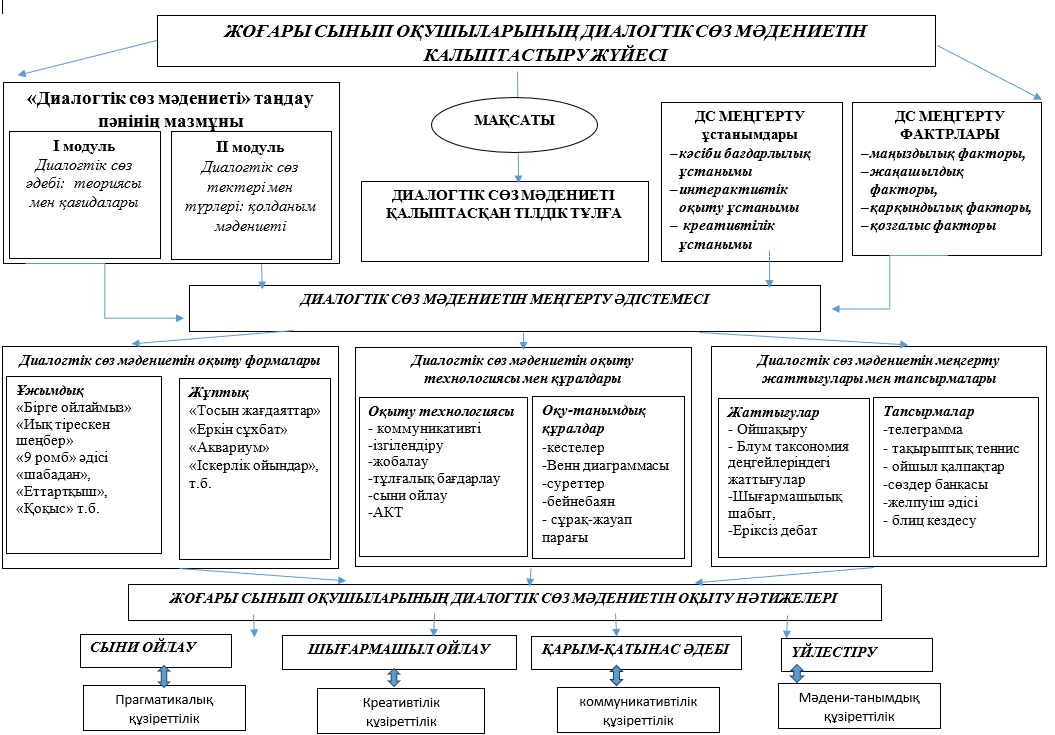 ЖОҒАРЫ СЫНЫП ОҚУШЫЛАРЫНЫҢ ДИАЛОГТІК СӨЗ МӘДЕНИЕТІН
ҚАЛЫПТАСТЫРУ ЖҮЙЕСІ
«Диалогтік сөз мәдениеті» таңдау
пәнінің мазмұны
I модуль
Диалогтік сөз
әдебі: теориясы
мен қағидалары
II модуль
Диалогтік сөз
тектері мен
түрлері: қолданым
мәдениеті
МАҚСАТЫ
ДИАЛОГТІК СӨЗ МӘДЕНИЕТІ
ҚАЛЫПТАСҚАН ТІЛДІК ТҰЛҒА
ДС МЕҢГЕРТУ
ұстанымдары
–кәсіби бағдарлылық
ұстанымы
–интерактивтік
оқыту ұстанымы
– креативтілік
ұстанымы
ДС МЕҢГЕРТУ
ФАКТРЛАРЫ
–маңыздылық факторы,
–жаңашылдық
факторы,
–қарқындылық факторы,
–қозғалыс факторы
ДИАЛОГТІК СӨЗ МӘДЕНИЕТІН МЕҢГЕРТУ ӘДІСТЕМЕСІ
Диалогтік сөз мәдениетін оқыту формалары
Ұжымдық
«Бірге ойлаймыз»
«Иық тірескен
шеңбер»
«9 ромб» әдісі
«шабадан»,
«Еттартқыш»,
«Қоқыс» т.б.
Жұптық
«Тосын жағдаяттар»
«Еркін сұхбат»
«Аквариум»
«Іскерлік ойындар»,
т.б.
Диалогтік сөз мәдениетін оқыту
технологиясы мен құралдары
Оқыту технологиясы
- коммуникативті
-ізгілендіру
-жобалау
-тұлғалық бағдарлау
-сыни ойлау
-АКТ
Оқу-танымдық
құралдар
-кестелер
-Венн диаграммасы
-суреттер
-бейнебаян
- сұрақ-жауап
парағы
Диалогтік сөз мәдениетін меңгерту
жаттығулары мен тапсырмалары
Жаттығулар
- Ойшақыру
- Блум таксономия
деңгейлеріндегі
жаттығулар
-Шығармашылық
шабыт,
-Еріксіз дебат
Тапсырмалар
-телеграмма
- тақырыптық теннис
- ойшыл қалпақтар
-сөздер банкасы
-желпуіш әдісі
- блиц кездесу
ЖОҒАРЫ СЫНЫП ОҚУШЫЛАРЫНЫҢ ДИАЛОГТІК СӨЗ МӘДЕНИЕТІН ОҚЫТУ НӘТИЖЕЛЕРІ
СЫНИ ОЙЛАУ
ШЫҒАРМАШЫЛ ОЙЛАУ
ҚАРЫМ-ҚАТЫНАС ӘДЕБІ
ҮЙЛЕСТІРУ
Прагматикалық
құзіреттілік
Креативтілік
құзіреттілік
коммуникативтілік
құзіреттілік
Мәдени-танымдық
құзіреттілік